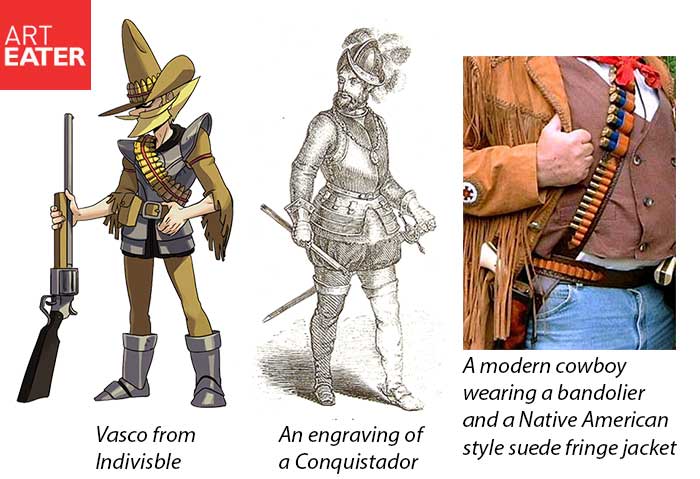 ART
EATER
Vasco from
Indivisble
An engraving of
a Conquistador
A modern cowboy
wearing a bandolier
and a Native American
style suede fringe jacket